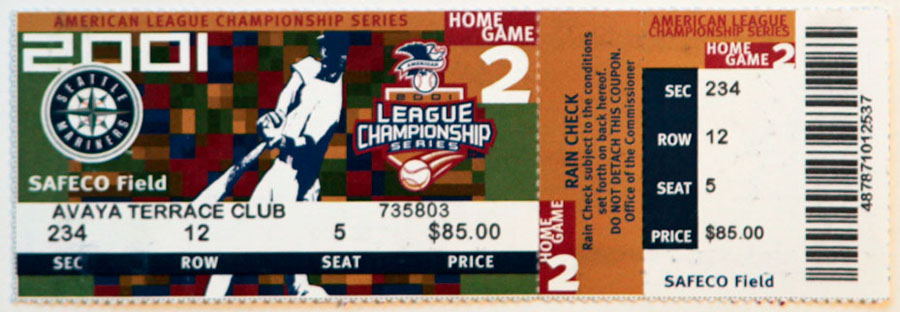 AMERICAN LEAGUE CHAMPIONSHIP SERIES
2001
HOME
GAME
2
SEATTLE
MARINERS
AMERICAN
2001
LEAGUE
CHAMPIONSHIP
SERIES
SAFECO Field
AVAYA TERRACE CLUB 735803
234 12 5 $85.00
SEC ROW SEAT PRICE
HOME
GAME
2
RAIN CHECK
Rain Check subject to the conditions
set forth on back hereof.
DO NOT DETACH THIS COUPON.
Office of the Commissioner
AMERICAN LEAGUE
CHAMPIONSHIP SERIES
HOME
GAME
2
SEC 234
ROW 12
SEAT 5
PRICE $85.00
SAFECO Field
487871012537